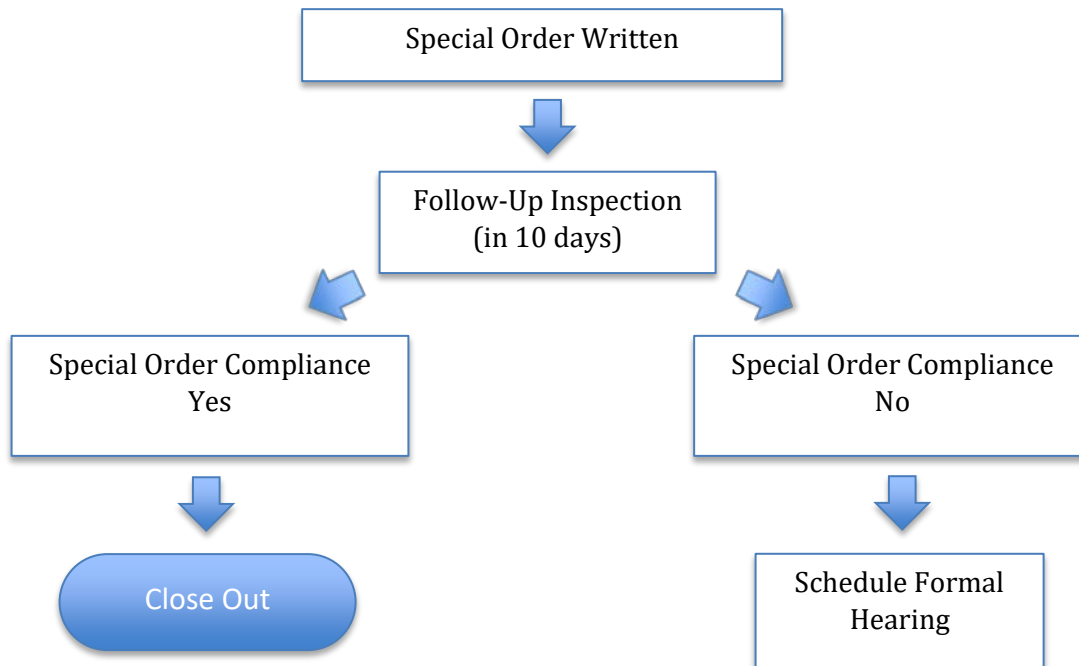 Special Order Written
Follow-Up Inspection
(in 10 days)
Special Order Compliance
Yes
Special Order Compliance
No
Close Out
Schedule Formal
Hearing